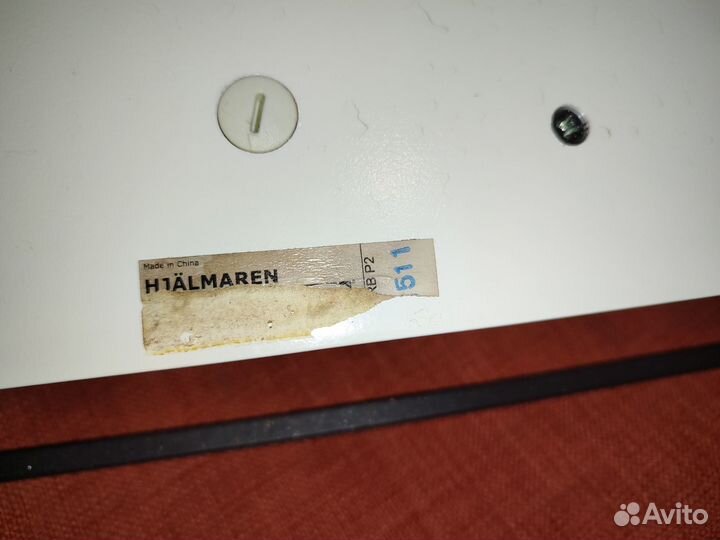 Made in China
HJÄLMAREN
RB P2
511
Avito